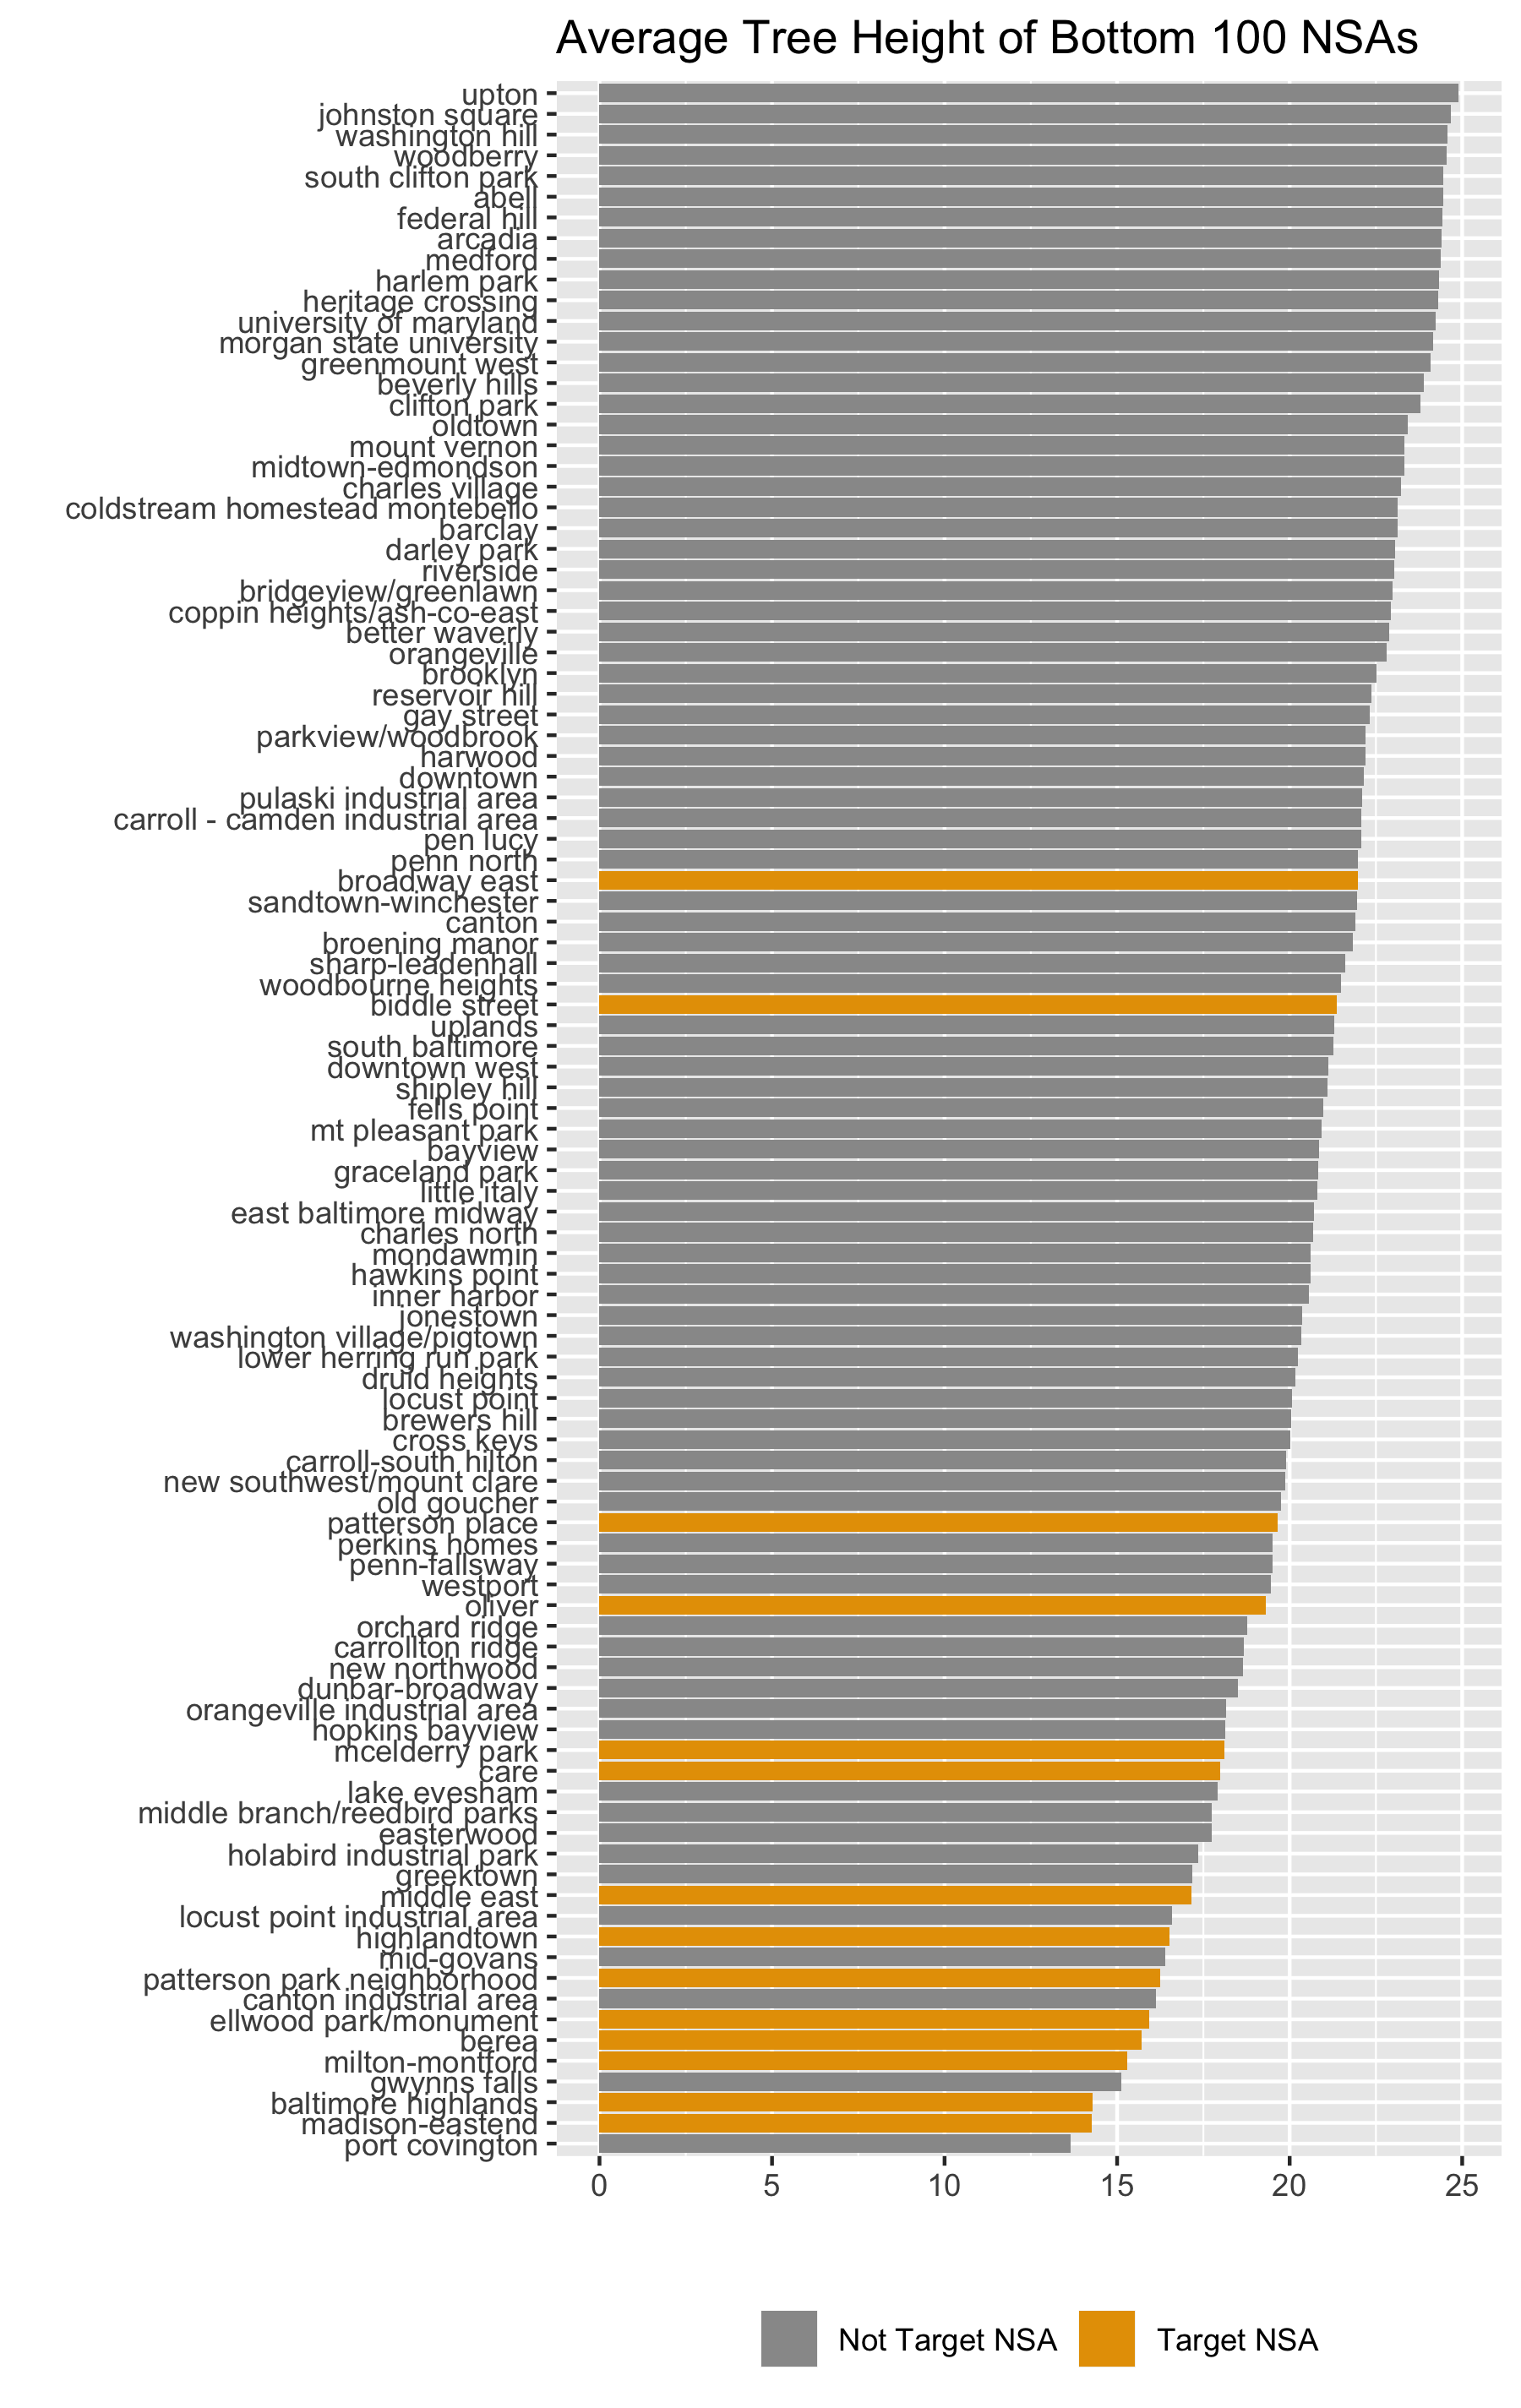 Average Tree Height of Bottom 100 NSAs
upton
johnston square
washington hill
woodberry
south clifton park
abell
federal hill
arcadia
medford
harlem park
heritage crossing
university of maryland
morgan state university
greenmount west
beverly hills
clifton park
oldtown
mount vernon
midtown-edmondson
charles village
coldstream homestead montebello
barclay
darley park
riverside
bridgeview/greenlawn
coppin heights/ash-co-east
better waverly
orangeville
brooklyn
reservoir hill
gay street
parkview/woodbrook
harwood
downtown
pulaski industrial area
carroll - camden industrial area
pen lucy
penn north
broadway east
sandtown-winchester
canton
broening manor
sharp-leadenhall
woodbourne heights
biddle street
uplands
south baltimore
downtown west
shipley hill
fells point
mt pleasant park
bayview
graceland park
little italy
east baltimore midway
charles north
mondawmin
hawkins point
inner harbor
jonestown
washington village/pigtown
lower herring run park
druid heights
locust point
brewers hill
cross keys
carroll-south hilton
new southwest/mount clare
old goucher
patterson place
perkins homes
penn-fallsway
westport
oliver
orchard ridge
carrollton ridge
new northwood
dunbar-broadway
orangeville industrial area
hopkins bayview
mcelderry park
care
lake evesham
middle branch/reedbird parks
easterwood
holabird industrial park
greektown
middle east
locust point industrial area
highlandtown
mid-govans
patterson park neighborhood
canton industrial area
ellwood park/monument
berea
milton-montford
gwynns falls
baltimore highlands
madison-eastend
port covington
0 5 10 15 20 25
Not Target NSA Target NSA